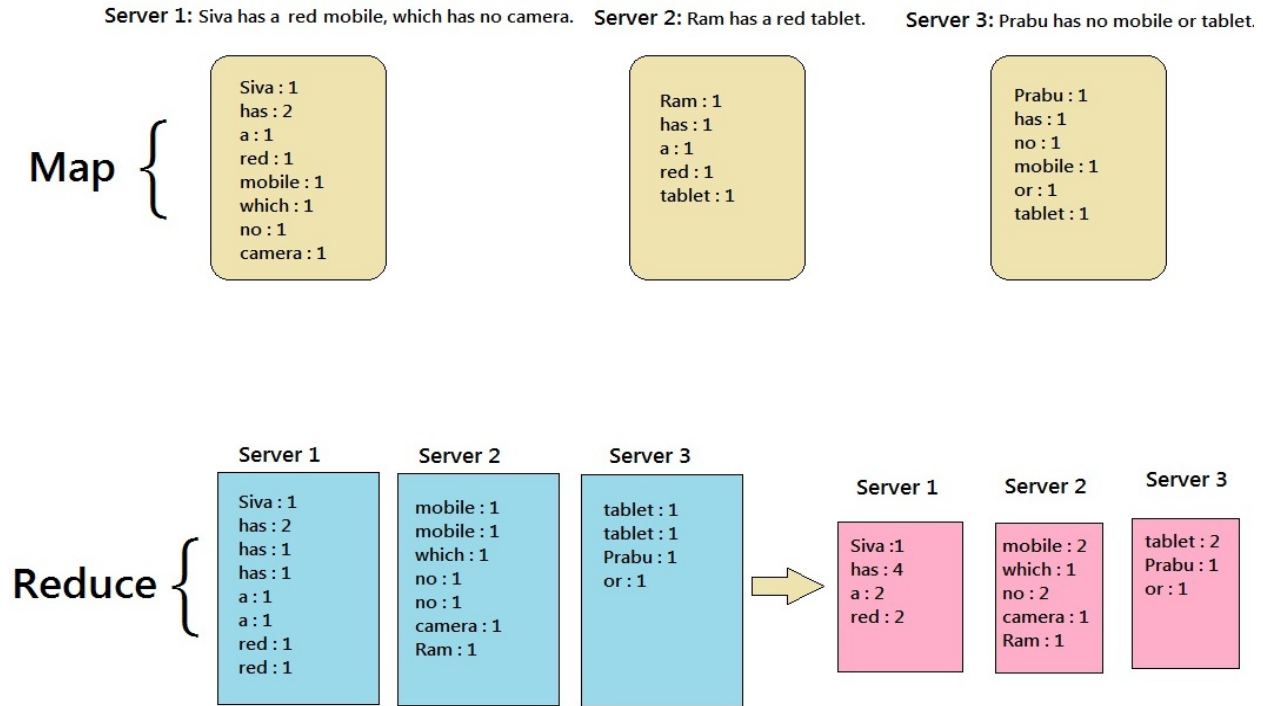 Server 1: Siva has a red mobile, which has no camera.
Server 2: Ram has a red tablet.
Server 3: Prabu has no mobile or tablet.
Map
Siva : 1
has : 2
a : 1
red : 1
mobile : 1
which : 1
no : 1
camera : 1
Ram : 1
has : 1
a : 1
red : 1
tablet : 1
Prabu : 1
has : 1
no : 1
mobile : 1
or : 1
tablet : 1
Reduce
Server 1
Siva : 1
has : 2
has : 1
has : 1
a : 1
a : 1
red : 1
red : 1
Server 2
mobile : 1
mobile : 1
which : 1
no : 1
no : 1
camera : 1
Ram : 1
Server 3
tablet : 1
tablet : 1
Prabu : 1
or : 1
Server 1
Siva :1
has : 4
a : 2
red : 2
Server 2
mobile : 2
which : 1
no : 2
camera : 1
Ram : 1
Server 3
tablet : 2
Prabu : 1
or : 1